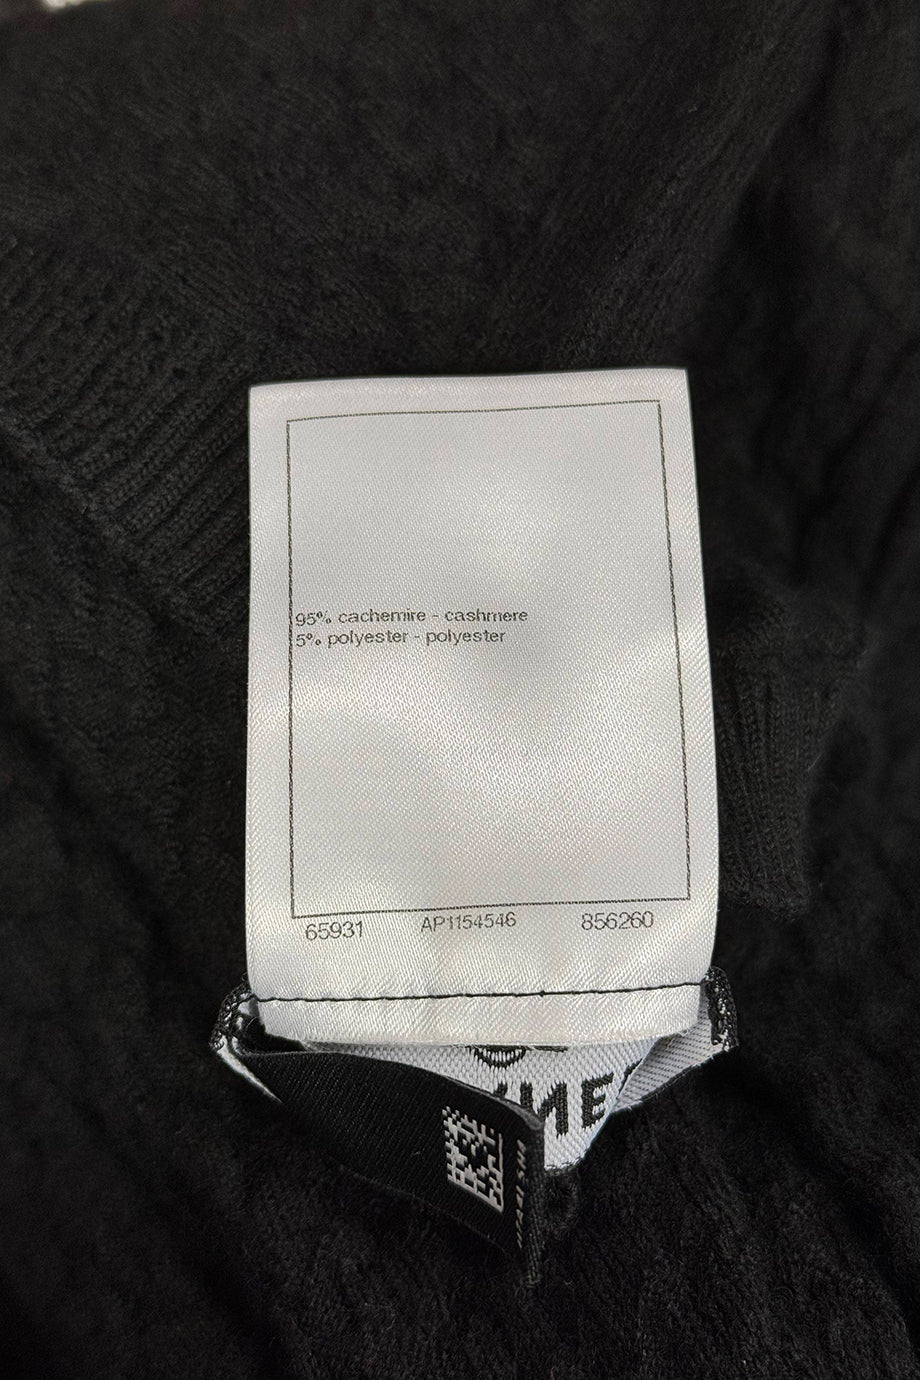 95% cachemire - cashmere
5% polyester - polyester
65931 AP1154546 856260